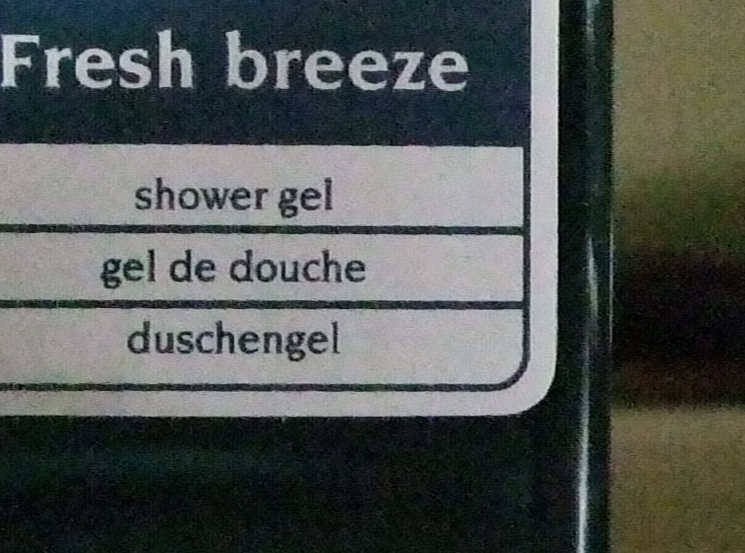 Fresh breeze
shower gel
gel de douche
duschengel